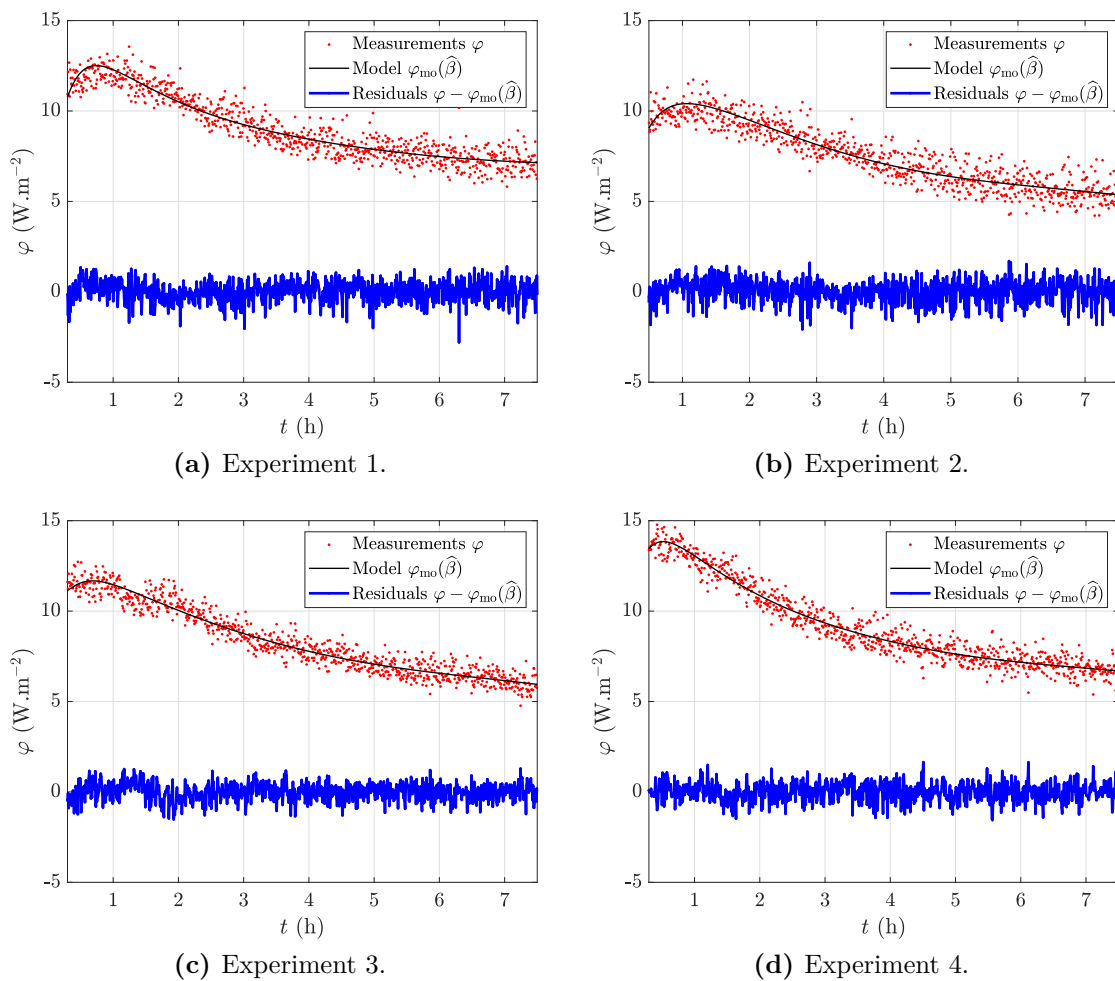 15
10
5
0
-5
φ (W.m⁻²)
1 2 3 4 5 6 7
t (h)
Measurements φ
Model φ_mo(β̂)
Residuals φ − φ_mo(β̂)
(a) Experiment 1.
15
10
5
0
-5
φ (W.m⁻²)
1 2 3 4 5 6 7
t (h)
Measurements φ
Model φ_mo(β̂)
Residuals φ − φ_mo(β̂)
(b) Experiment 2.
15
10
5
0
-5
φ (W.m⁻²)
1 2 3 4 5 6 7
t (h)
Measurements φ
Model φ_mo(β̂)
Residuals φ − φ_mo(β̂)
(c) Experiment 3.
15
10
5
0
-5
φ (W.m⁻²)
1 2 3 4 5 6 7
t (h)
Measurements φ
Model φ_mo(β̂)
Residuals φ − φ_mo(β̂)
(d) Experiment 4.